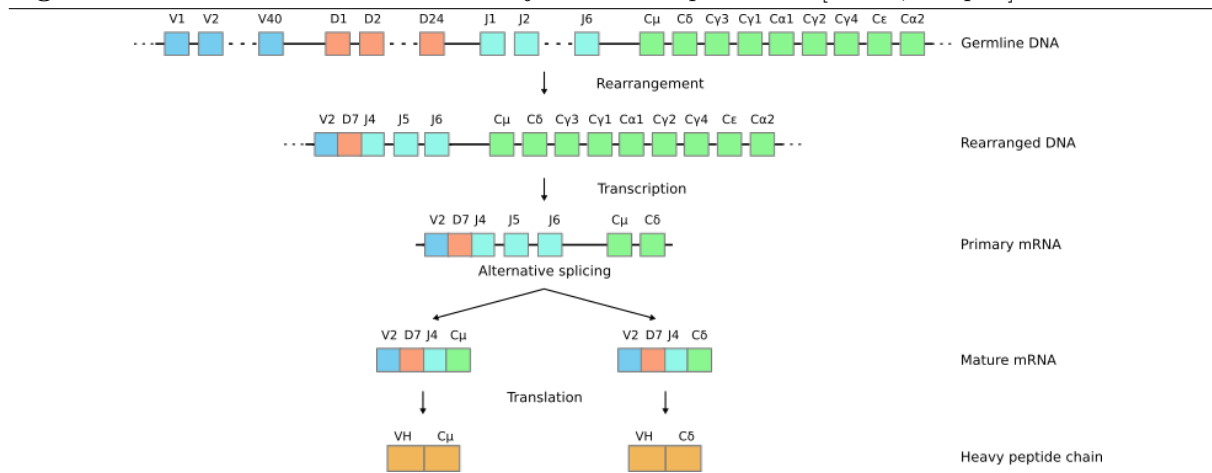 V1 V2 V40 D1 D2 D24 J1 J2 J6 Cμ Cδ Cγ3 Cγ1 Cα1 Cγ2 Cγ4 Cε Cα2
Germline DNA
Rearrangement
V2 D7 J4 J5 J6 Cμ Cδ Cγ3 Cγ1 Cα1 Cγ2 Cγ4 Cε Cα2
Rearranged DNA
Transcription
V2 D7 J4 J5 J6 Cμ Cδ
Primary mRNA
Alternative splicing
V2 D7 J4 Cμ V2 D7 J4 Cδ
Mature mRNA
Translation
VH Cμ VH Cδ
Heavy peptide chain